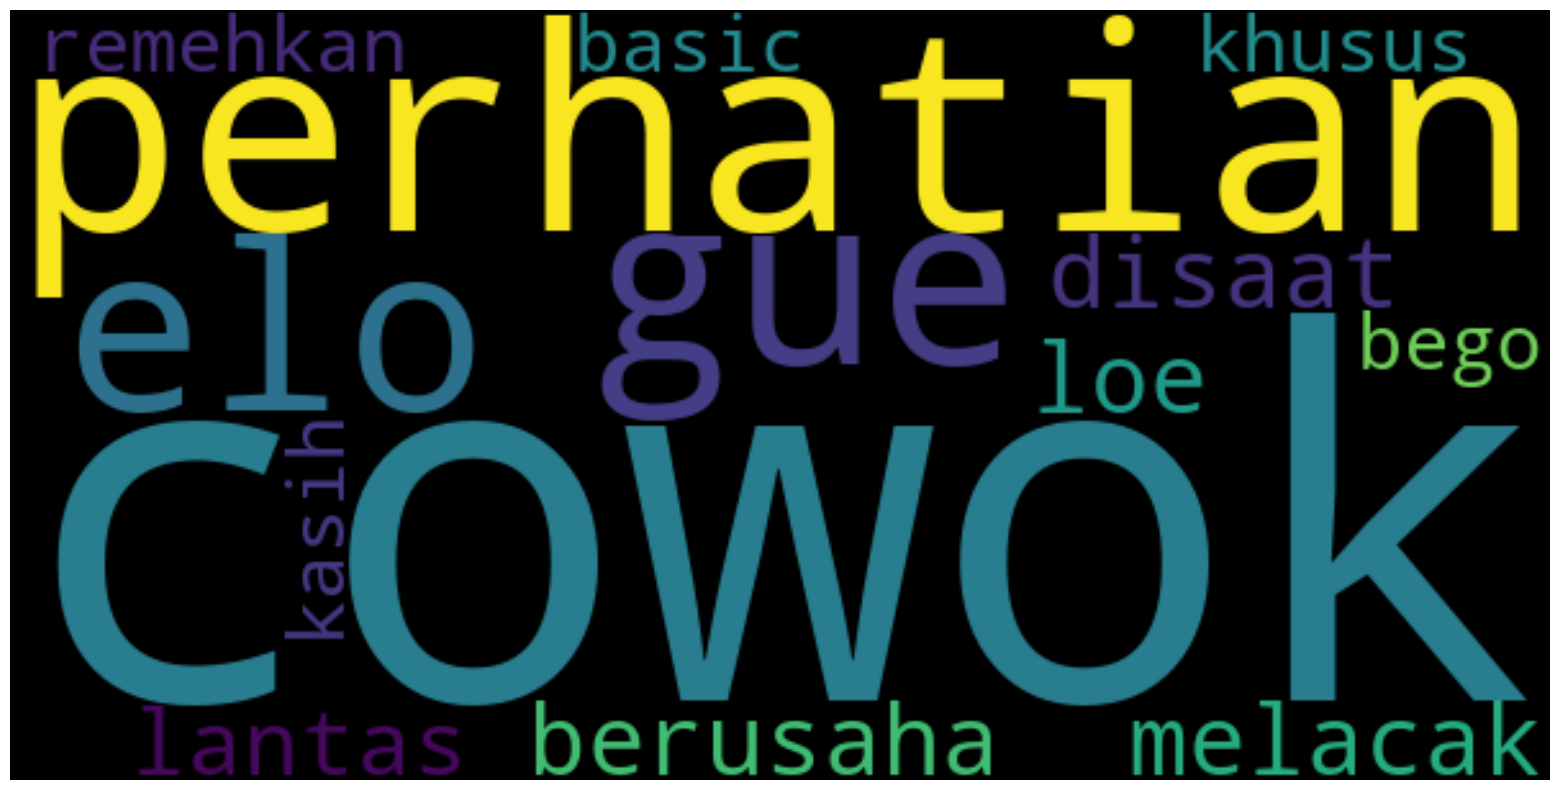 remehkan basic khusus
perhatian
elo gue disaat
loe bego
kasih
cowok
lantas berusaha melacak